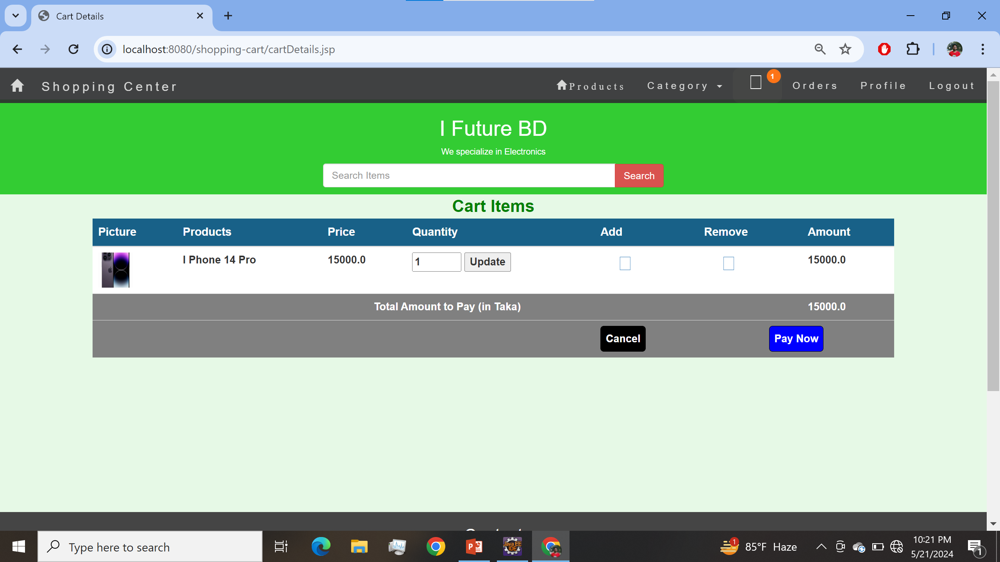 Cart Details
localhost:8080/shopping-cart/cartDetails.jsp
Shopping Center Products Category 1 Orders Profile Logout
I Future BD
We specialize in Electronics
Search Items Search
Cart Items
Picture Products Price Quantity Add Remove Amount
I Phone 14 Pro 15000.0 1 Update 15000.0
Total Amount to Pay (in Taka) 15000.0
Cancel Pay Now
Type here to search Java EE IDE 1 85°F Haze 10:21 PM
5/21/2024 1